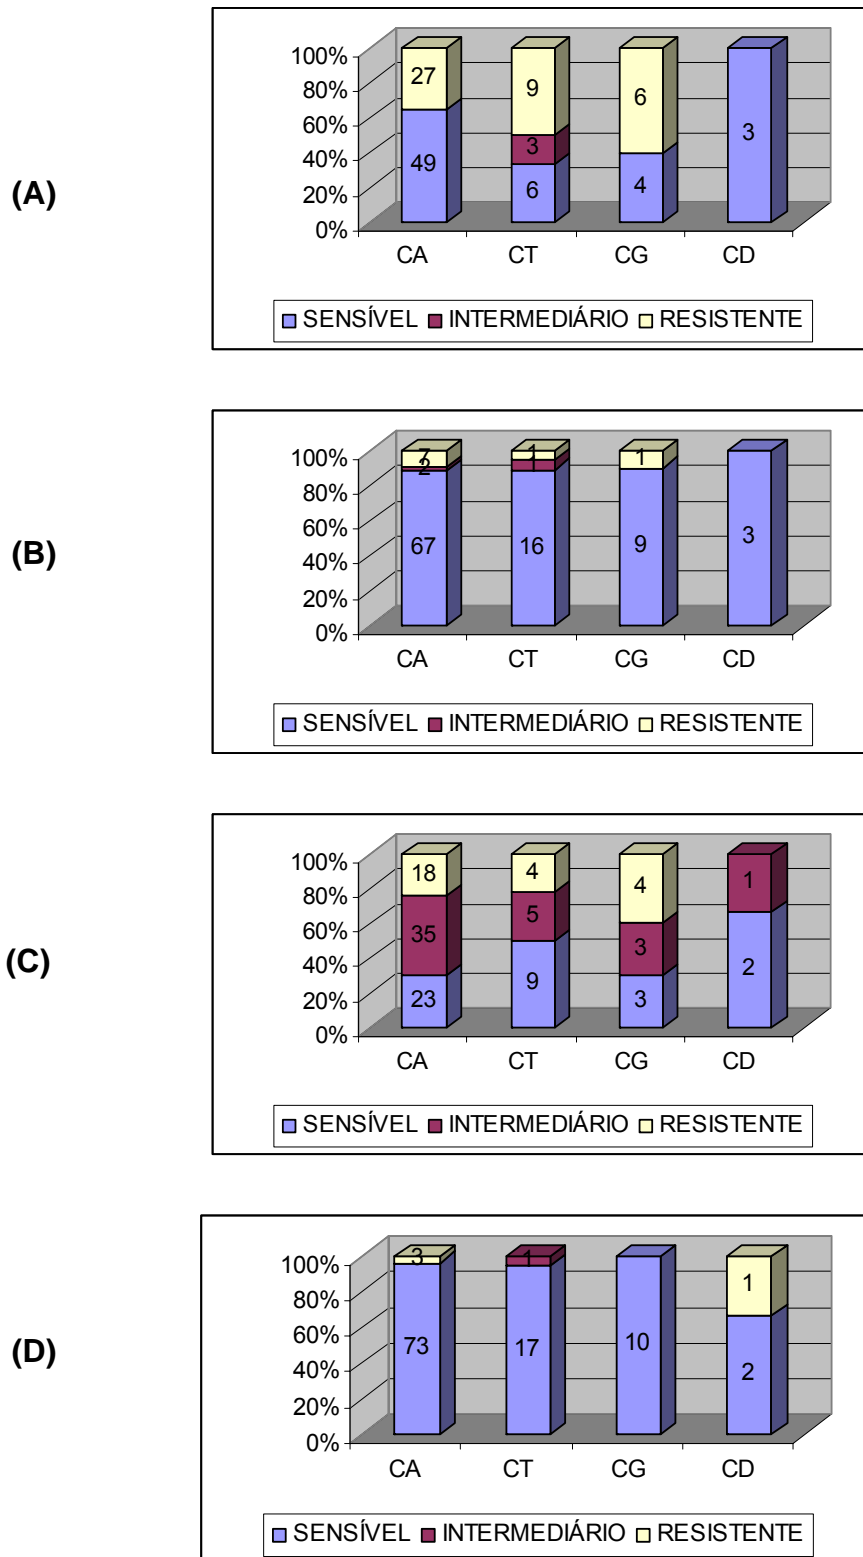 (A)
100%
80%
60%
40%
20%
0%
27 9 6 3
3
49 6 4
CA CT CG CD
SENSÍVEL INTERMEDIÁRIO RESISTENTE
(B)
100%
80%
60%
40%
20%
0%
7 1 1
2 1
67 16 9 3
CA CT CG CD
SENSÍVEL INTERMEDIÁRIO RESISTENTE
(C)
100%
80%
60%
40%
20%
0%
18 4 4 1
35 5 3
23 9 3 2
CA CT CG CD
SENSÍVEL INTERMEDIÁRIO RESISTENTE
(D)
100%
80%
60%
40%
20%
0%
3 1 1
73 17 10 2
CA CT CG CD
SENSÍVEL INTERMEDIÁRIO RESISTENTE